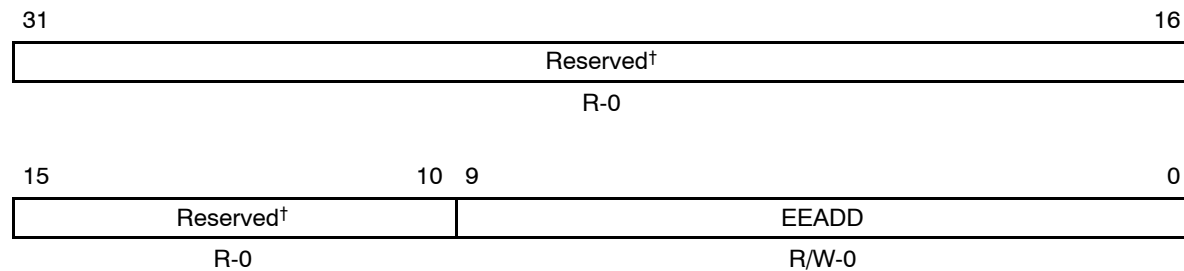 31 16
Reserved†
R-0
15 10 9 0
Reserved† EEADD
R-0 R/W-0